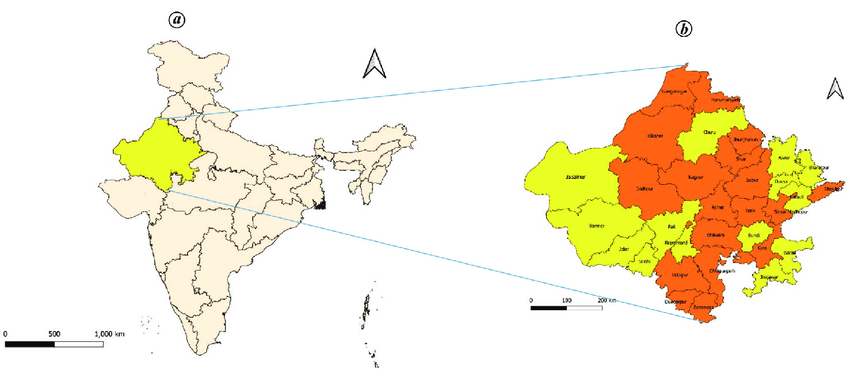 a
b
Ganganagar
Hanumangarh
Churu
Bikaner
Jhunjhunun
Sikar
Alwar
Bharatpur
Jaisalmer
Jodhpur
Nagaur
Jaipur
Dausa
Dholpur
Karauli
Ajmer
Tonk
Sawai Madhopur
Barmer
Pali
Bhilwara
Bundi
Rajsamand
Kota
Jalor
Baran
Sirohi
Udaipur
Chittaurgarh
Jhalawar
Dungarpur
Banswara
0 500 1,000 km
0 100 200 km